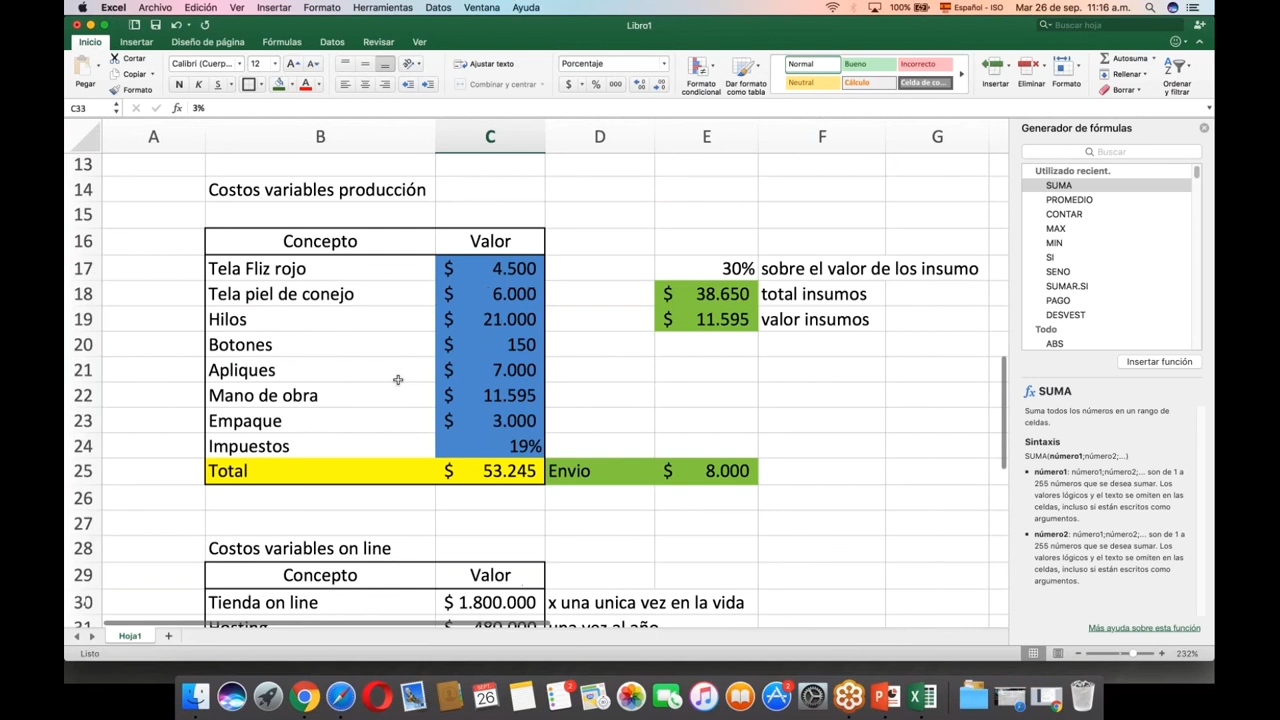 Excel Archivo Edición Ver Insertar Formato Herramientas Datos Ventana Ayuda 100% Español - ISO Mar 26 de sep. 11:16 a.m.
Libro1
Buscar hoja
Inicio Insertar Diseño de página Fórmulas Datos Revisar Ver
Pegar
Cortar
Copiar
Formato
Calibri (Cuerp... 12
N K S
Ajustar texto
Combinar y centrar
Porcentaje
$ % 000
Formato condicional
Dar formato como tabla
Normal Bueno Incorrecto
Neutral Cálculo Celda de co...
Insertar Eliminar Formato
Autosuma
Rellenar
Borrar
Ordenar y filtrar
C33 fx 3%
A B C D E F G
13
14 Costos variables producción
15
16 Concepto Valor
17 Tela Fliz rojo $ 4.500 30% sobre el valor de los insumo
18 Tela piel de conejo $ 6.000 $ 38.650 total insumos
19 Hilos $ 21.000 $ 11.595 valor insumos
20 Botones $ 150
21 Apliques $ 7.000
22 Mano de obra $ 11.595
23 Empaque $ 3.000
24 Impuestos 19%
25 Total $ 53.245 Envio $ 8.000
26
27
28 Costos variables on line
29 Concepto Valor
30 Tienda on line $ 1.800.000 x una unica vez en la vida
31 Hosting $ 480.000 una vez al año
Generador de fórmulas
Buscar
Utilizado recient.
SUMA
PROMEDIO
CONTAR
MAX
MIN
SI
SENO
SUMAR.SI
PAGO
DESVEST
Todo
ABS
Insertar función
fx SUMA
Suma todos los números en un rango de celdas.
Sintaxis
SUMA(número1;número2;...)
• número1: número1;número2;... son de 1 a
255 números que se desea sumar. Los
valores lógicos y el texto se omiten en las
celdas, incluso si están escritos como
argumentos.
• número2: número1;número2;... son de 1 a
255 números que se desea sumar. Los
valores lógicos y el texto se omiten en las
celdas, incluso si están escritos como
argumentos.
Más ayuda sobre esta función
Hoja1 +
Listo 232%
SEPT
26
2
2